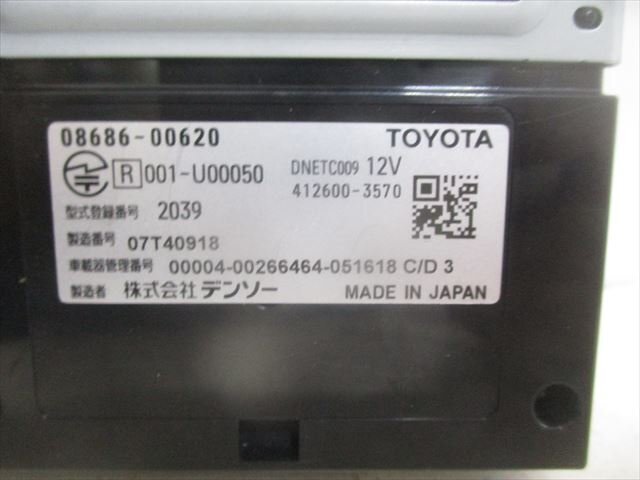 08686-00620 TOYOTA
R 001-U00050 DNETC009 12V
412600-3570
型式登録番号 2039
製造番号 07T40918
車載器管理番号 00004-00266464-051618 C/D 3
製造者 株式会社 デンソー MADE IN JAPAN